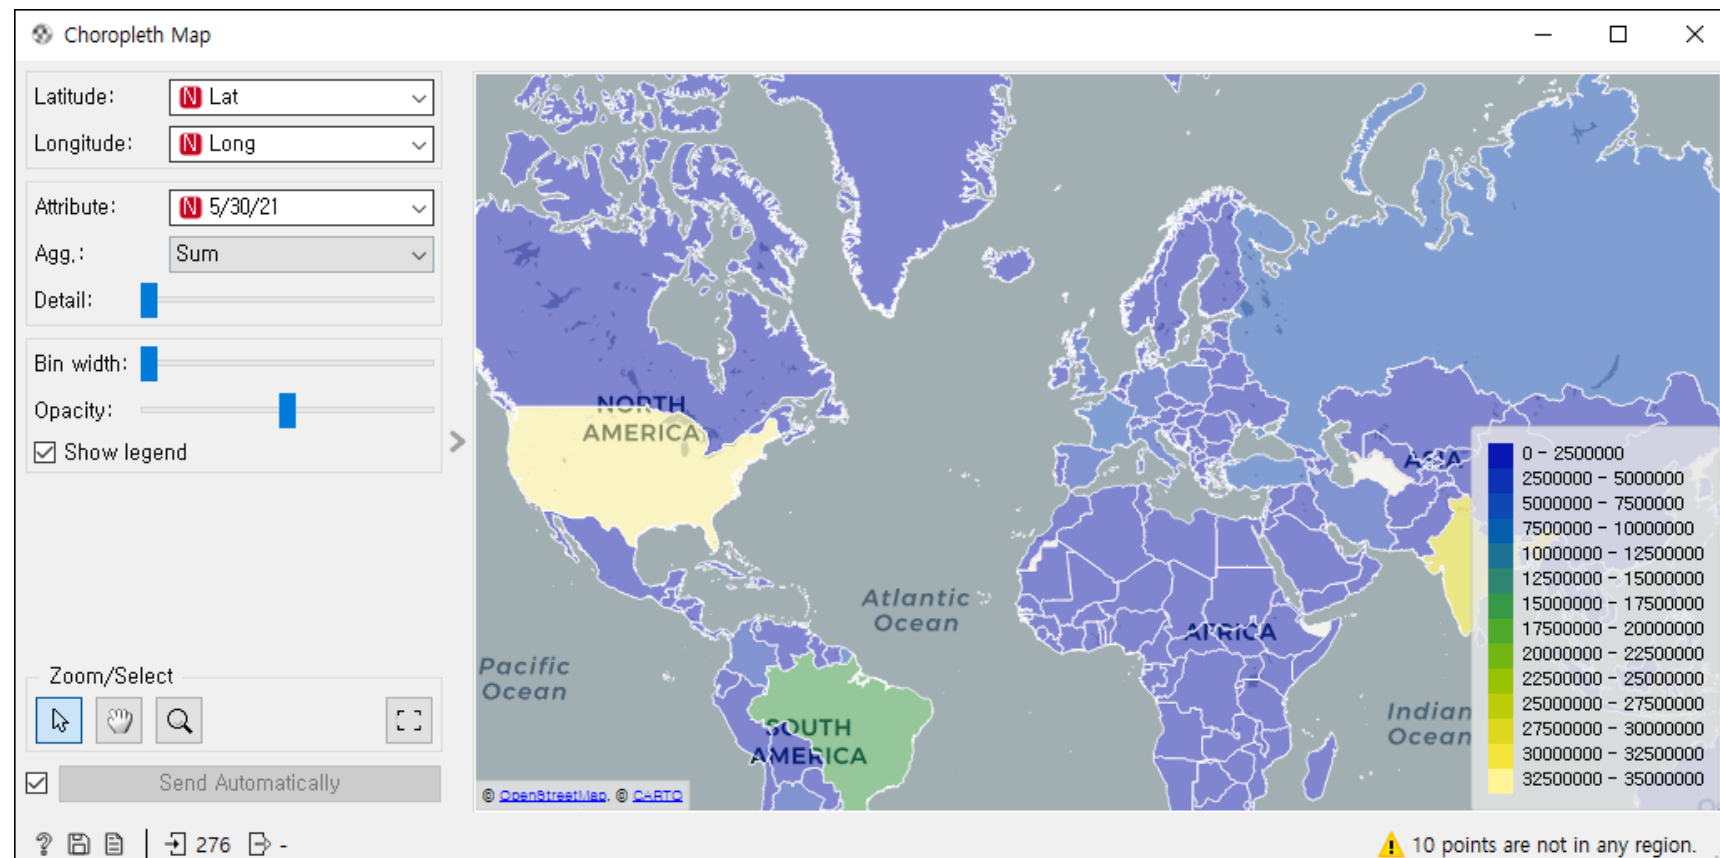 Choropleth Map
Latitude:
N Lat
Longitude:
N Long
Attribute:
N 5/30/21
Agg.:
Sum
Detail:
Bin width:
Opacity:
Show legend
Zoom/Select
Send Automatically
? 276 -
NORTH
AMERICA
ASIA
Atlantic
Ocean
AFRICA
Pacific
Ocean
SOUTH
AMERICA
Indian
Ocean
0 - 2500000
2500000 - 5000000
5000000 - 7500000
7500000 - 10000000
10000000 - 12500000
12500000 - 15000000
15000000 - 17500000
17500000 - 20000000
20000000 - 22500000
22500000 - 25000000
25000000 - 27500000
27500000 - 30000000
30000000 - 32500000
32500000 - 35000000
© OpenStreetMap, © CARTO
10 points are not in any region.